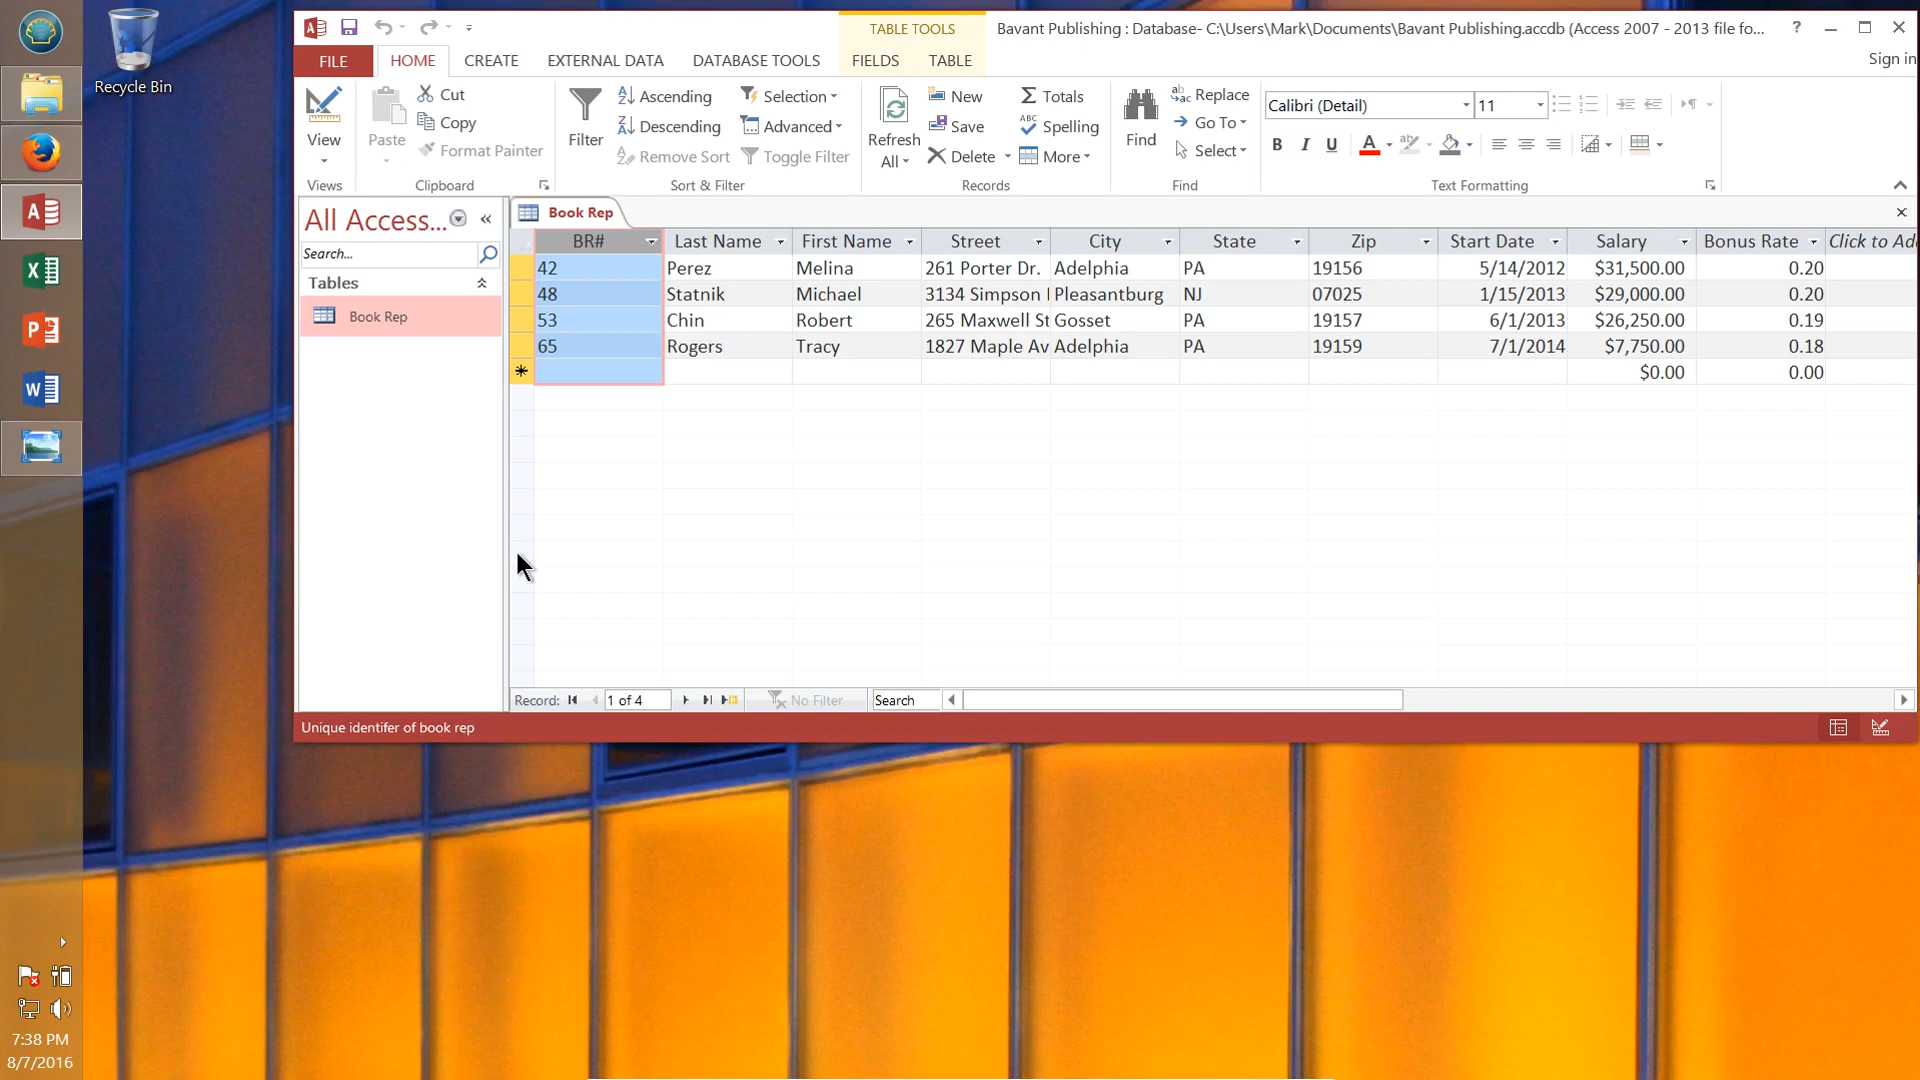 Recycle Bin
TABLE TOOLS
Bavant Publishing : Database- C:\Users\Mark\Documents\Bavant Publishing.accdb (Access 2007 - 2013 file fo...
?
Sign in
FILE HOME CREATE EXTERNAL DATA DATABASE TOOLS FIELDS TABLE
View
Views
Paste
Cut
Copy
Format Painter
Clipboard
Filter
Ascending
Descending
Remove Sort
Selection
Advanced
Toggle Filter
Sort & Filter
Refresh
All
New
Save
Delete
Totals
Spelling
More
Records
Find
Replace
Go To
Select
Find
Calibri (Detail) 11
B I U A
Text Formatting
All Access...
Search...
Tables
Book Rep
Book Rep
BR# Last Name First Name Street City State Zip Start Date Salary Bonus Rate Click to Ad
42 Perez Melina 261 Porter Dr. Adelphia PA 19156 5/14/2012 $31,500.00 0.20
48 Statnik Michael 3134 Simpson Pleasantburg NJ 07025 1/15/2013 $29,000.00 0.20
53 Chin Robert 265 Maxwell St Gosset PA 19157 6/1/2013 $26,250.00 0.19
65 Rogers Tracy 1827 Maple Av Adelphia PA 19159 7/1/2014 $7,750.00 0.18
$0.00 0.00
Record: 1 of 4 No Filter Search
Unique identifer of book rep
7:38 PM
8/7/2016